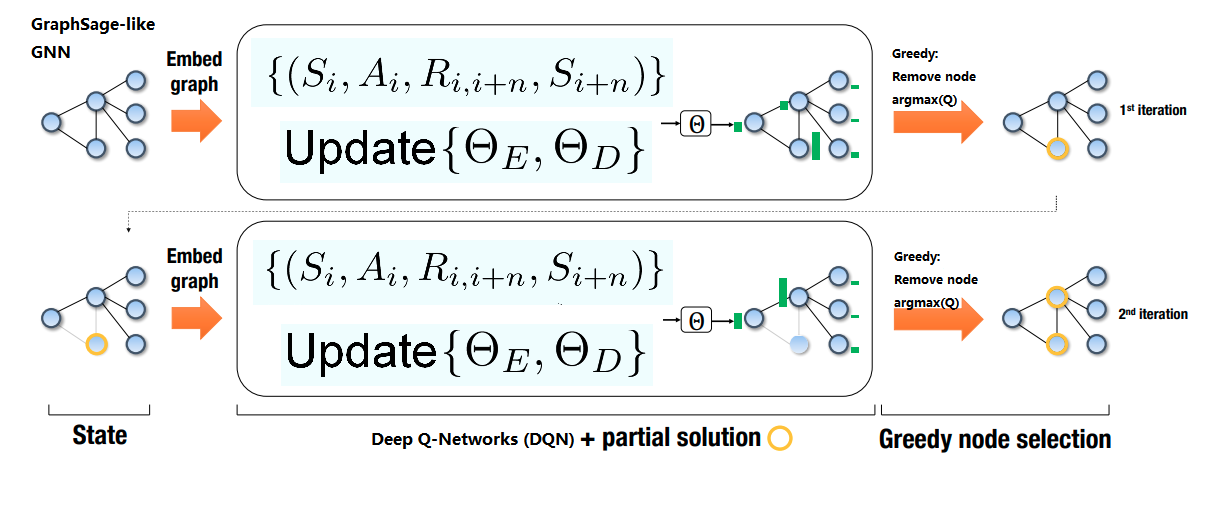 GraphSage-like
GNN
Embed
graph
{(S_i, A_i, R_{i,i+n}, S_{i+n})}
Update{Θ_E, Θ_D}
Θ
Greedy:
Remove node
argmax(Q)
1st iteration
Embed
graph
{(S_i, A_i, R_{i,i+n}, S_{i+n})}
Update{Θ_E, Θ_D}
Θ
Greedy:
Remove node
argmax(Q)
2nd iteration
State
Deep Q-Networks (DQN) + partial solution
Greedy node selection